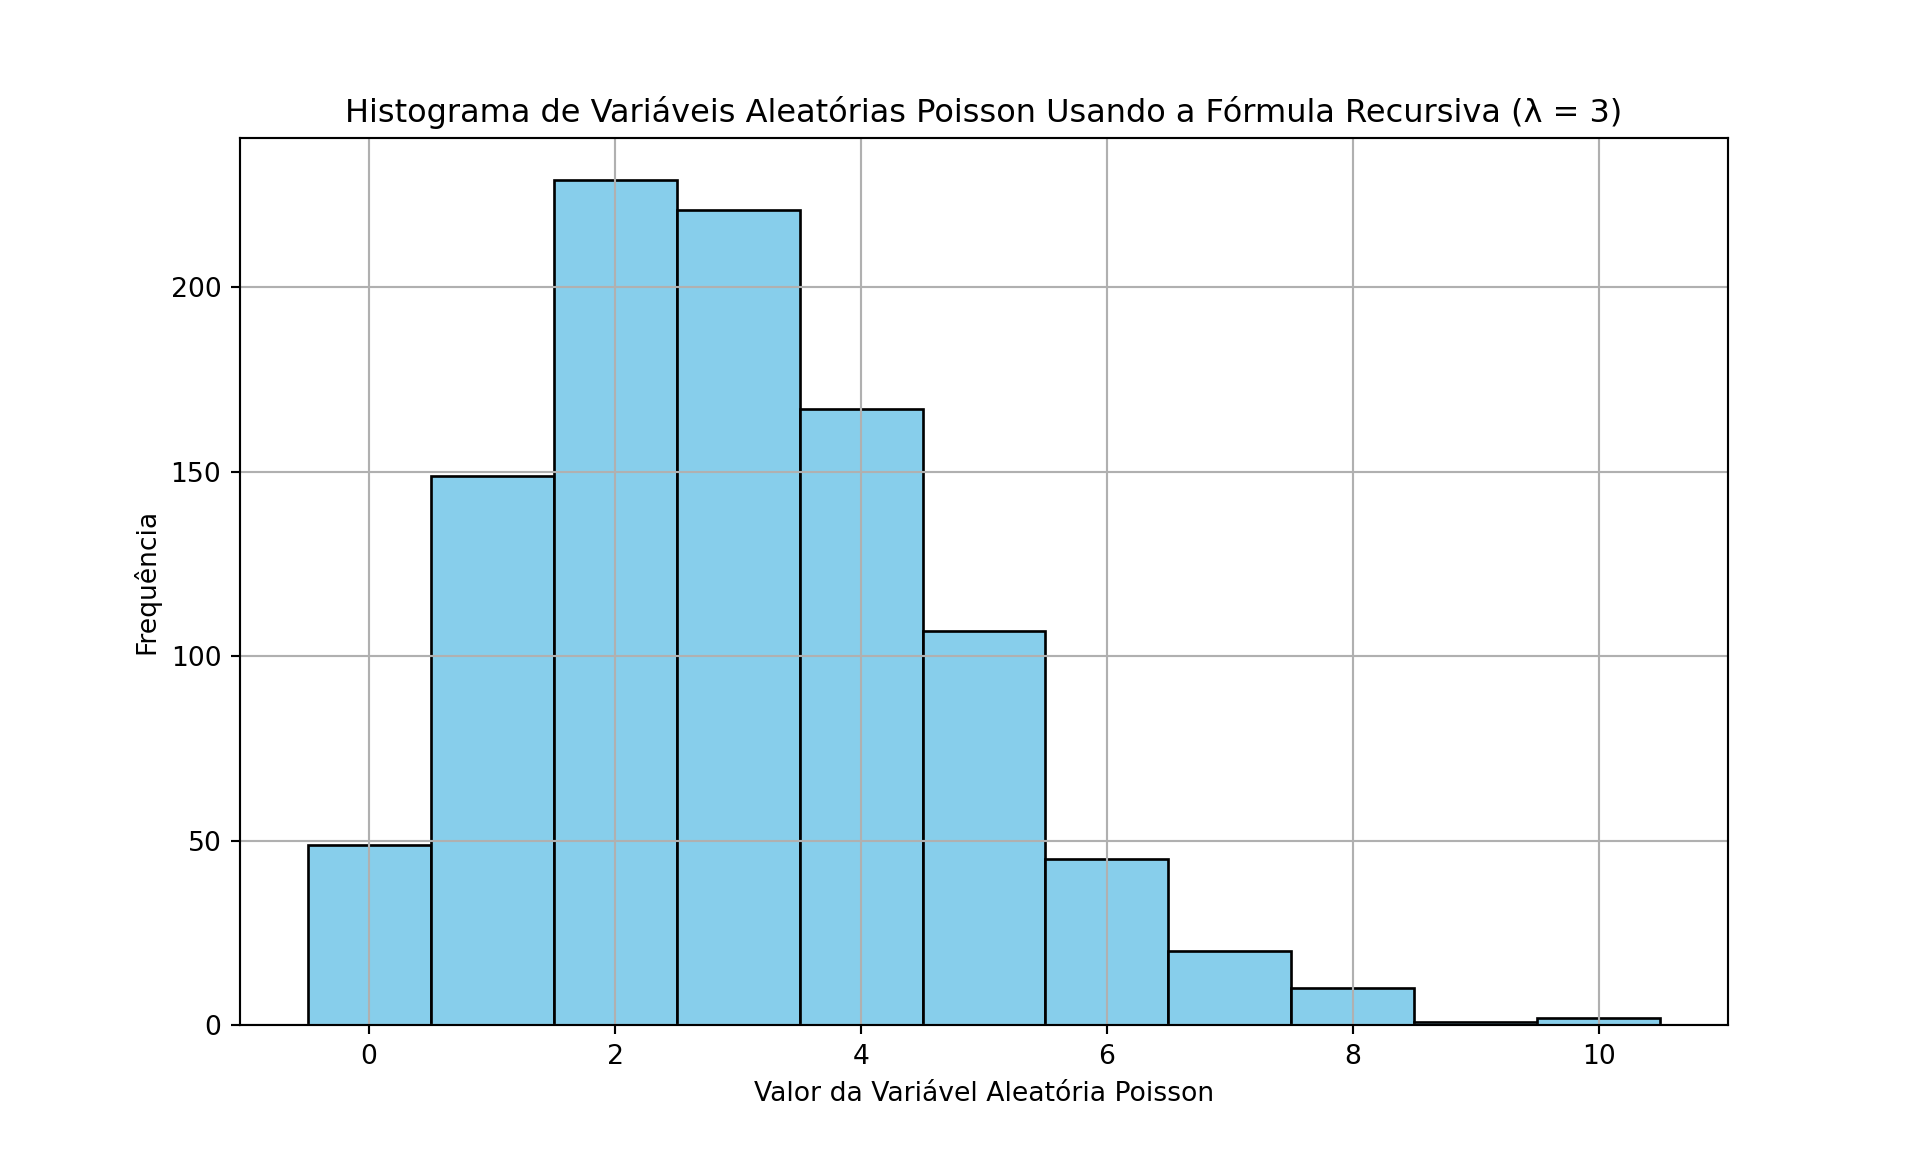 Histograma de Variáveis Aleatórias Poisson Usando a Fórmula Recursiva (λ = 3)
Frequência
200
150
100
50
0
0 2 4 6 8 10
Valor da Variável Aleatória Poisson